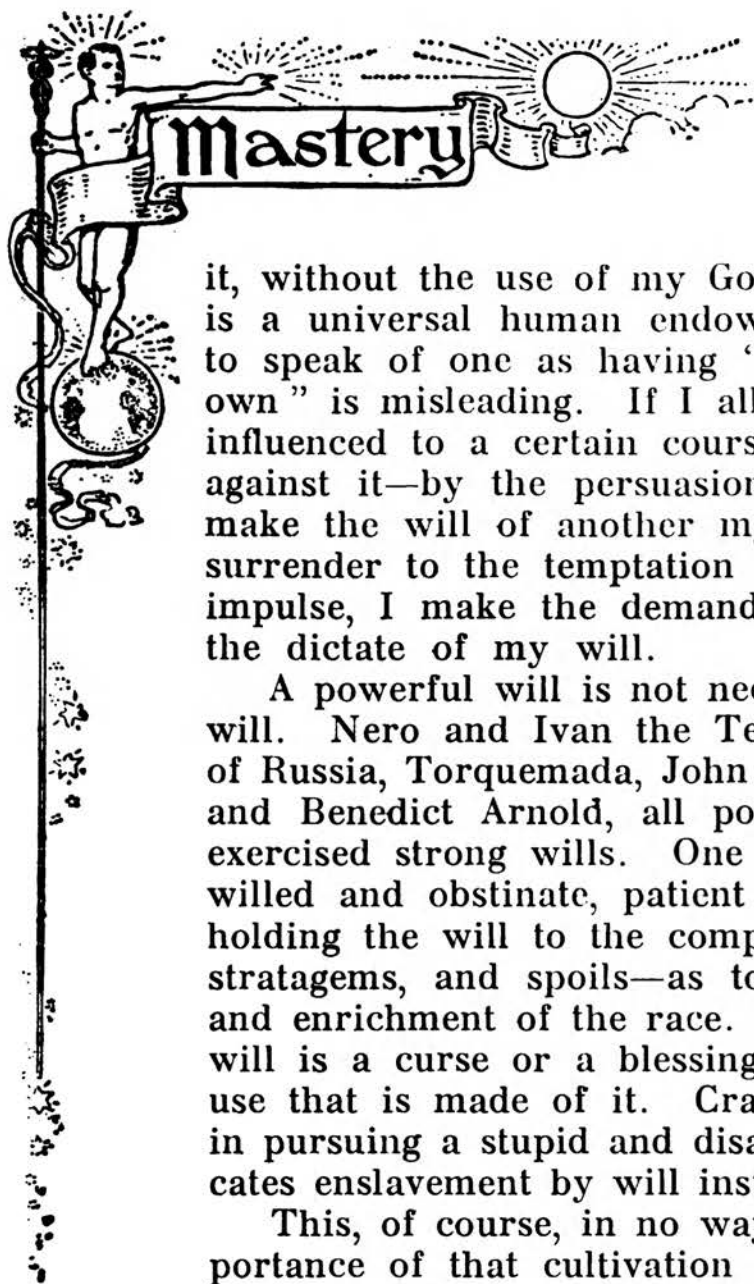 Mastery
it, without the use of my Go
is a universal human endow
to speak of one as having ‘
own ” is misleading. If I all
influenced to a certain cours
against it—by the persuasion
make the will of another m
surrender to the temptation
impulse, I make the demand
the dictate of my will.
A powerful will is not nec
will. Nero and Ivan the Te
of Russia, Torquemada, John
and Benedict Arnold, all po
exercised strong wills. One
willed and obstinate, patient
holding the will to the comp
stratagems, and spoils—as to
and enrichment of the race.
will is a curse or a blessing
use that is made of it. Cra
in pursuing a stupid and disa
cates enslavement by will ins
This, of course, in no way
portance of that cultivation